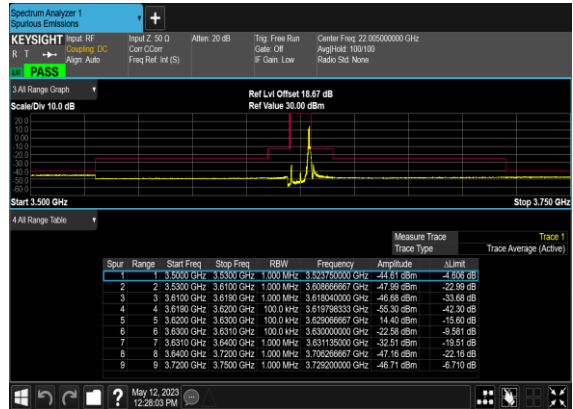 Spectrum Analyzer 1
Spurious Emissions
KEYSIGHT
R T
PASS
Input: RF
Coupling: DC
Align: Auto
Input Z: 50 Ω
Corr CCorr
Freq Ref: Int (S)
Atten: 20 dB
Trig: Free Run
Gate: Off
IF Gain: Low
Center Freq: 22.005000000 GHz
Avg|Hold: 100/100
Radio Std: None
3 All Range Graph
Scale/Div 10.0 dB
Ref Lvl Offset 18.67 dB
Ref Value 30.00 dBm
20.0
10.0
0.00
-10.0
-20.0
-30.0
-40.0
-50.0
-60.0
Start 3.500 GHz
Stop 3.750 GHz
4 All Range Table
Measure Trace Trace 1
Trace Type Trace Average (Active)
Spur Range Start Freq Stop Freq RBW Frequency Amplitude ΔLimit
1 1 3.5000 GHz 3.5300 GHz 1.000 MHz 3.523750000 GHz -44.61 dBm -4.606 dB
2 2 3.5300 GHz 3.6100 GHz 1.000 MHz 3.608666667 GHz -47.99 dBm -22.99 dB
3 3 3.6100 GHz 3.6190 GHz 1.000 MHz 3.618040000 GHz -46.68 dBm -33.68 dB
4 4 3.6190 GHz 3.6200 GHz 100.0 kHz 3.619798333 GHz -55.30 dBm -42.30 dB
5 5 3.6200 GHz 3.6300 GHz 100.0 kHz 3.629066667 GHz 14.40 dBm -15.60 dB
6 6 3.6300 GHz 3.6310 GHz 100.0 kHz 3.630000000 GHz -22.58 dBm -9.581 dB
7 7 3.6310 GHz 3.6400 GHz 1.000 MHz 3.631135000 GHz -32.51 dBm -19.51 dB
8 8 3.6400 GHz 3.7200 GHz 1.000 MHz 3.706266667 GHz -47.16 dBm -22.16 dB
9 9 3.7200 GHz 3.7500 GHz 1.000 MHz 3.729200000 GHz -46.71 dBm -6.710 dB
May 12, 2023
12:28:03 PM